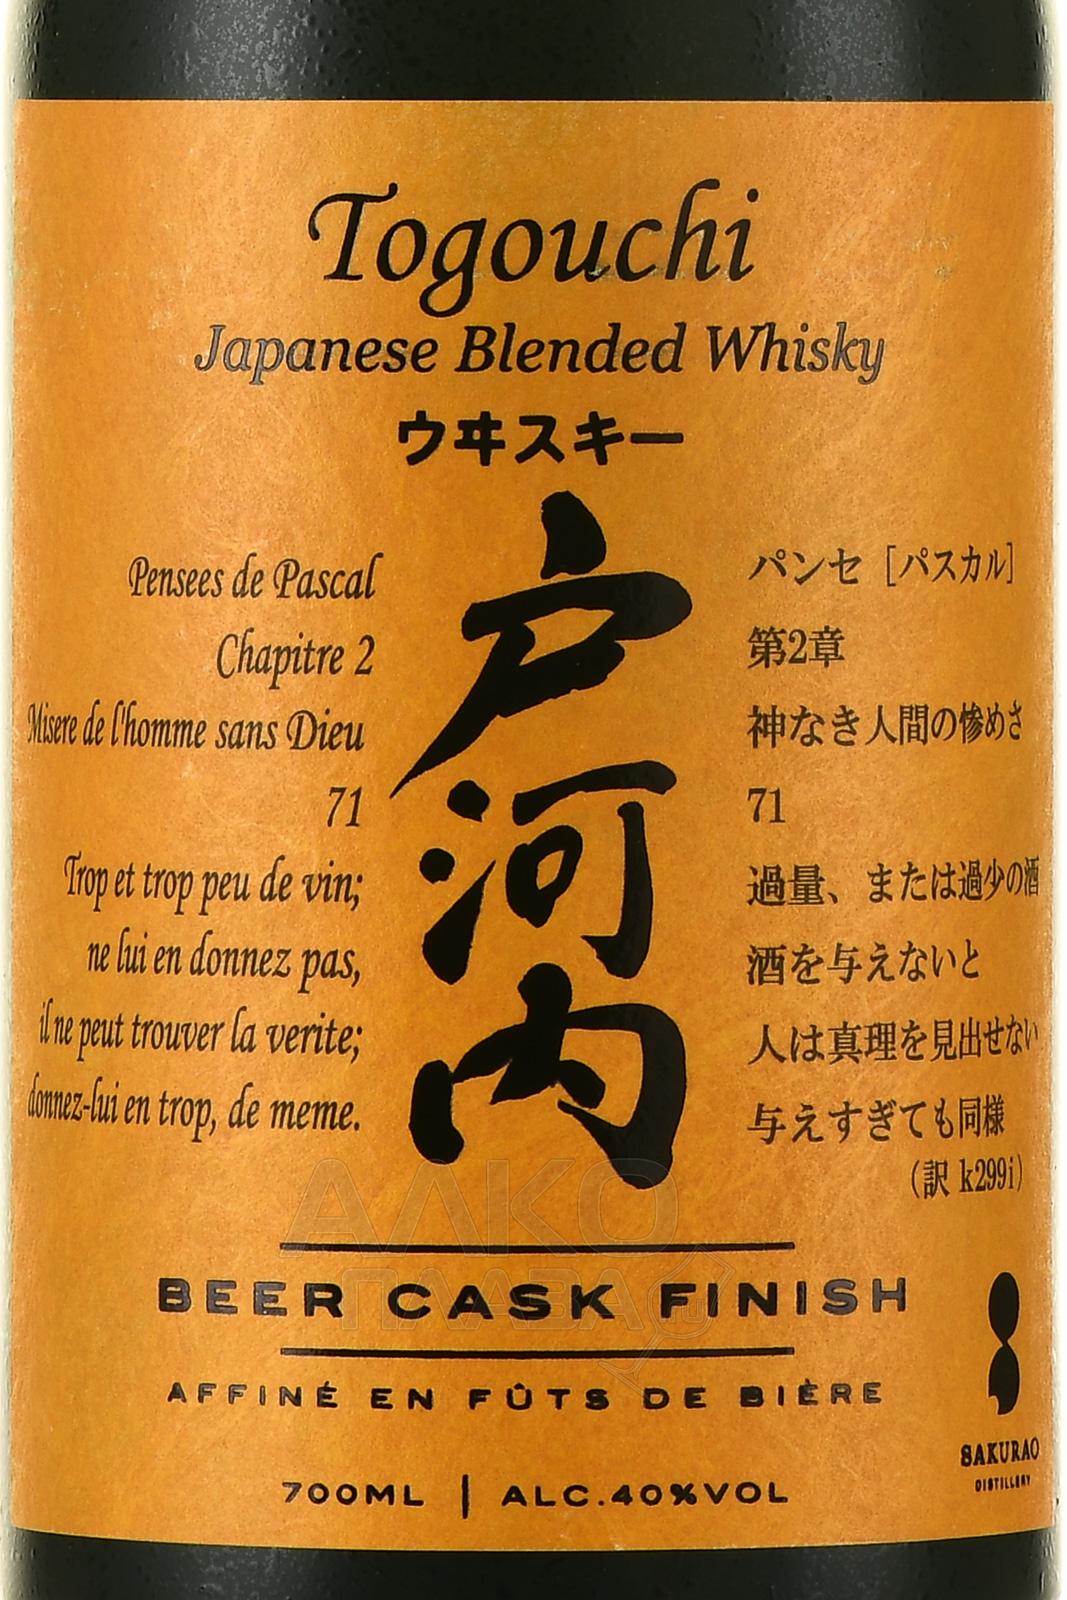 Togouchi
Japanese Blended Whisky
ウヰスキー
戸河内
Pensees de Pascal
Chapitre 2
Misere de l'homme sans Dieu
71
Trop et trop peu de vin;
ne lui en donnez pas,
il ne peut trouver la verite;
donnez-lui en trop, de meme.
パンセ［パスカル］
第2章
神なき人間の惨めさ
71
過量、または過少の酒
酒を与えないと
人は真理を見出せない
与えすぎても同様
（訳 k299i）
АЛКО
ПЛАЗА
BEER CASK FINISH
AFFINÉ EN FÛTS DE BIÈRE
700ML | ALC.40%VOL
SAKURAO
DISTILLERY